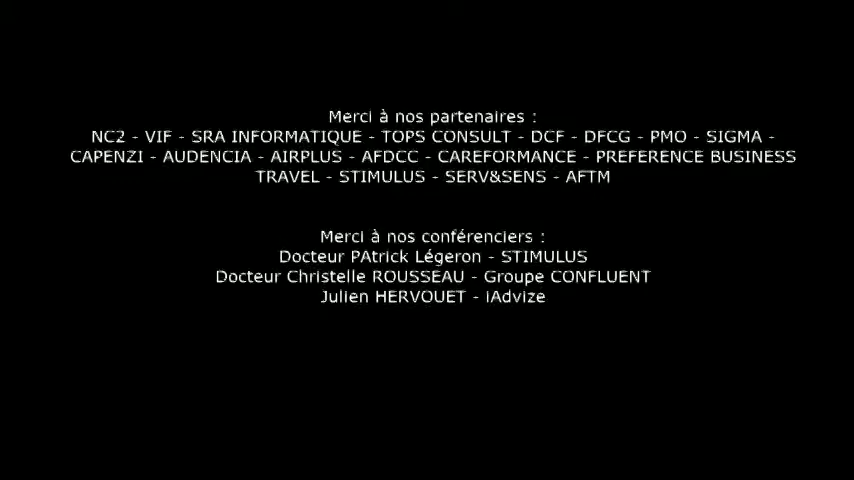 Merci à nos partenaires :
NC2 - VIF - SRA INFORMATIQUE - TOPS CONSULT - DCF - DFCG - PMO - SIGMA -
CAPENZI - AUDENCIA - AIRPLUS - AFDCC - CAREFORMANCE - PREFERENCE BUSINESS
TRAVEL - STIMULUS - SERV&SENS - AFTM
Merci à nos conférenciers :
Docteur PAtrick Légeron - STIMULUS
Docteur Christelle ROUSSEAU - Groupe CONFLUENT
Julien HERVOUET - iAdvize